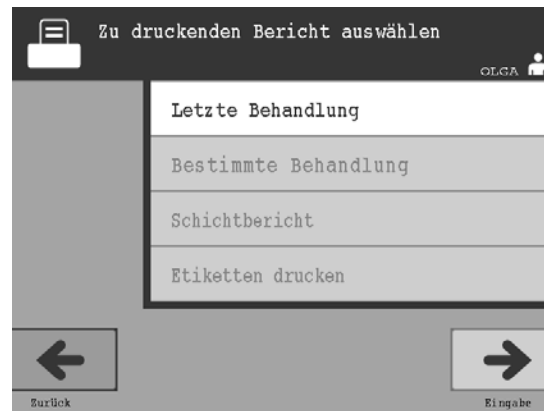 Zu druckenden Bericht auswählen
OLGA
Letzte Behandlung
Bestimmte Behandlung
Schichtbericht
Etiketten drucken
Zurück
Eingabe